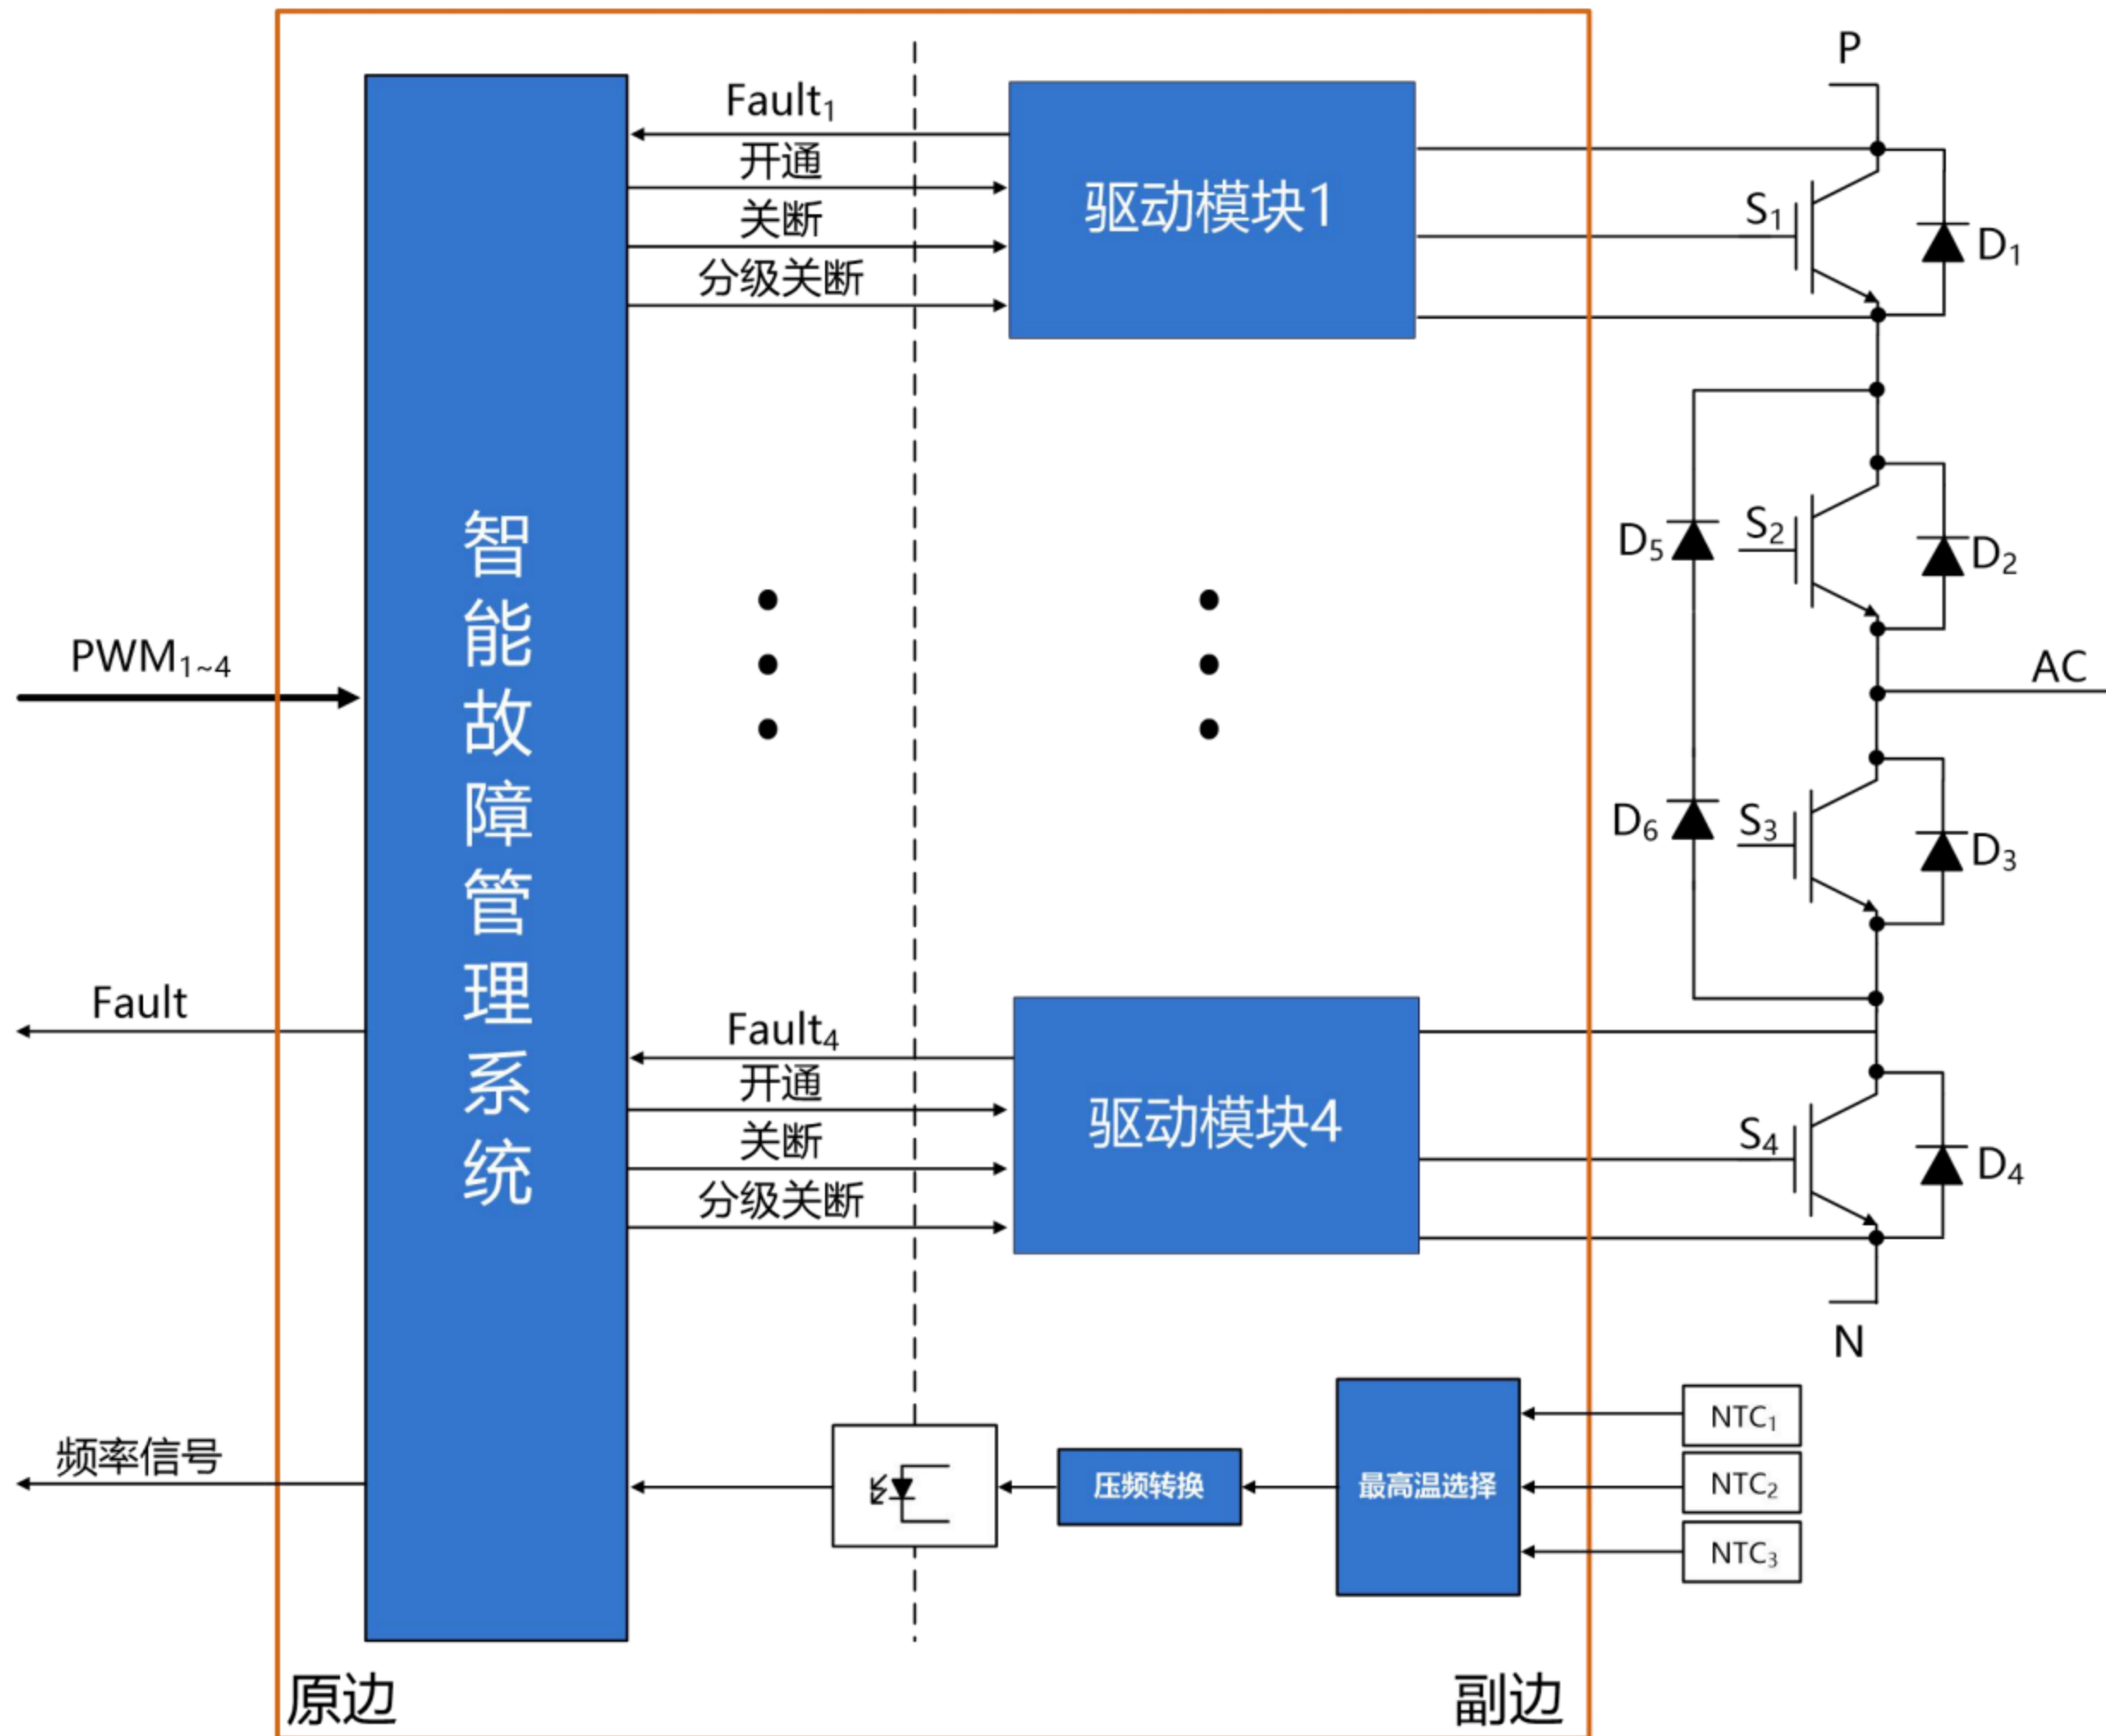 P
Fault₁
开通
关断
分级关断
驱动模块1
S₁
D₁
D₅
S₂
D₂
智能故障管理系统
PWM₁~₄
AC
D₆
S₃
D₃
Fault
Fault₄
开通
关断
分级关断
驱动模块4
S₄
D₄
N
频率信号
压频转换
最高温选择
NTC₁
NTC₂
NTC₃
原边
副边